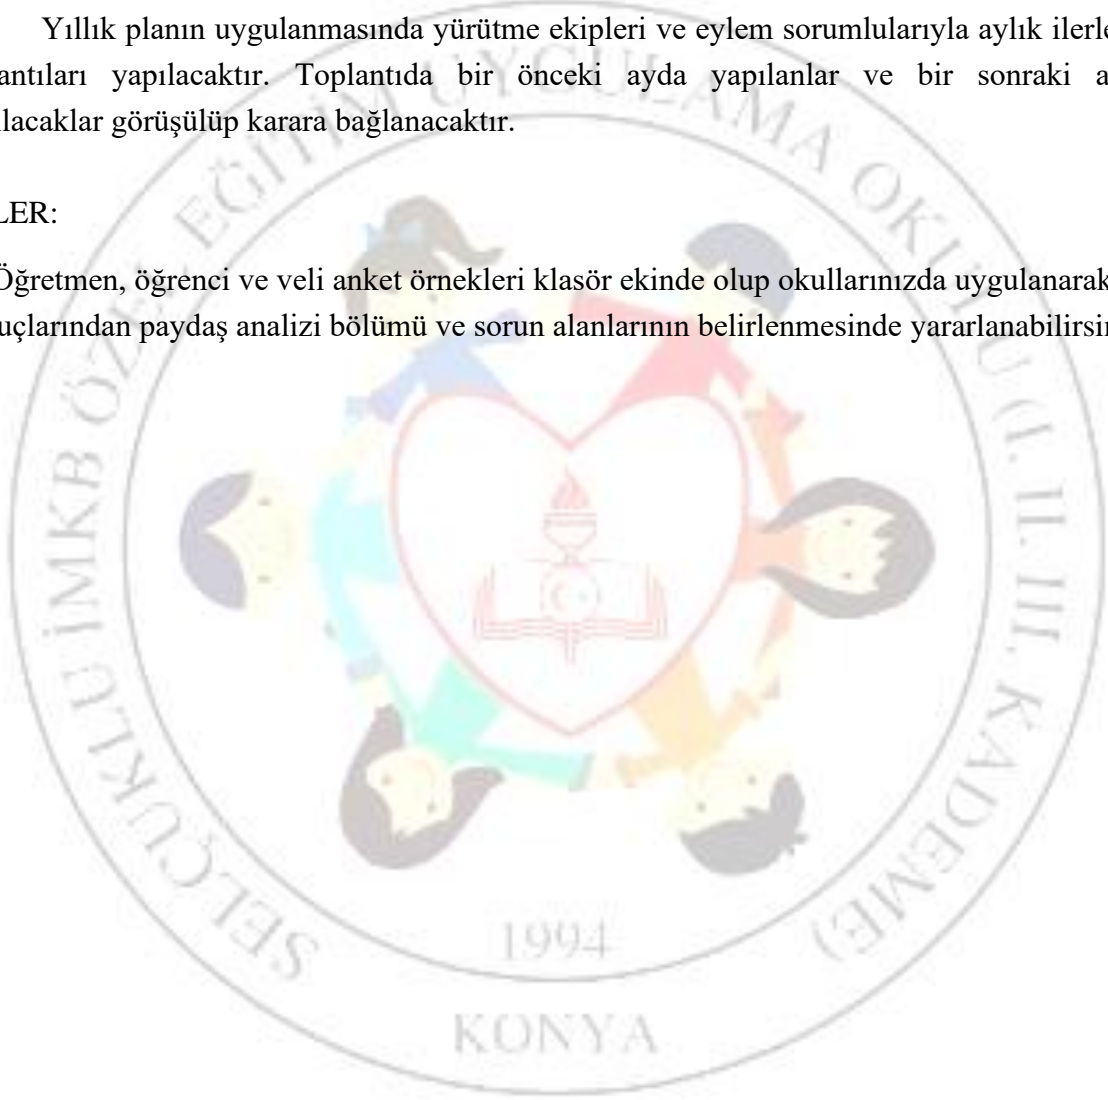 Yıllık planın uygulanmasında yürütme ekipleri ve eylem sorumlularıyla aylık ilerle
antıları yapılacaktır. Toplantıda bir önceki ayda yapılanlar ve bir sonraki a
ılacaklar görüşülüp karara bağlanacaktır.
LER:
Öğretmen, öğrenci ve veli anket örnekleri klasör ekinde olup okullarınızda uygulanarak
uçlarından paydaş analizi bölümü ve sorun alanlarının belirlenmesinde yararlanabilirsin
SELÇUKLU İMKB ÖZEL EĞİTİM UYGULAMA OKULU (I. II. III. KADEME)
1994
KONYA